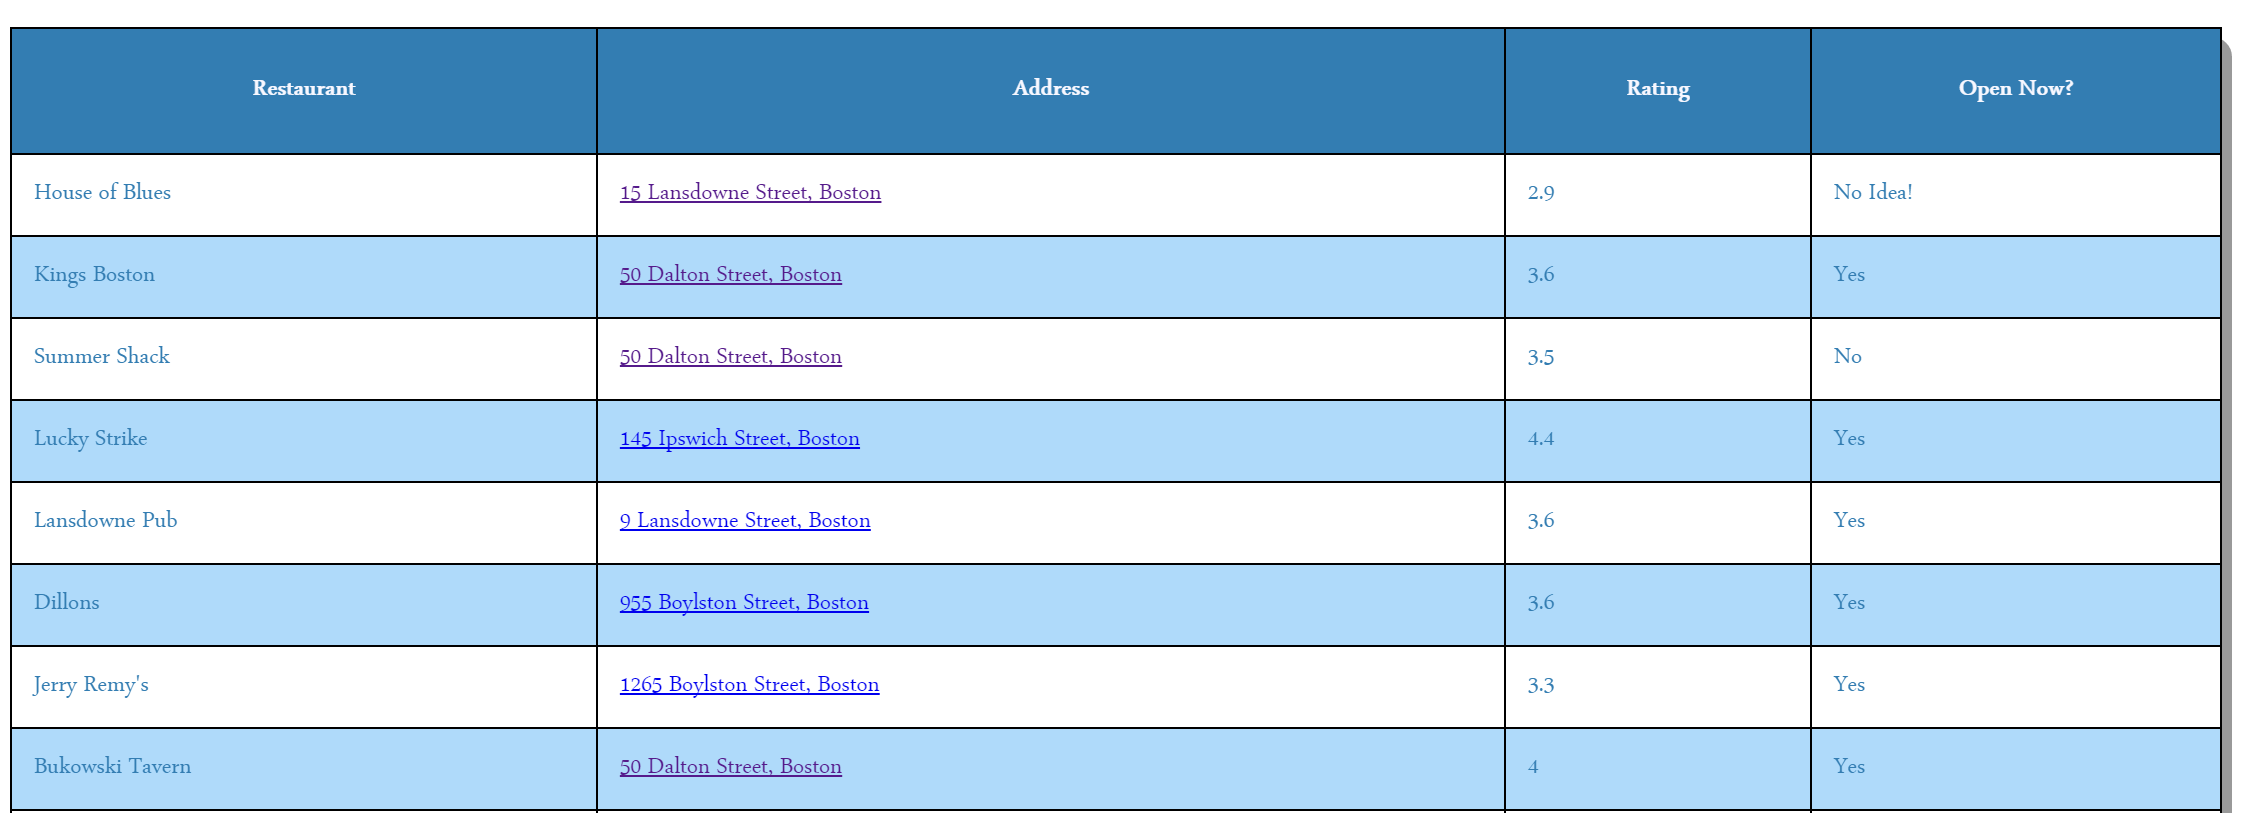 Restaurant Address Rating Open Now?
House of Blues 15 Lansdowne Street, Boston 2.9 No Idea!
Kings Boston 50 Dalton Street, Boston 3.6 Yes
Summer Shack 50 Dalton Street, Boston 3.5 No
Lucky Strike 145 Ipswich Street, Boston 4.4 Yes
Lansdowne Pub 9 Lansdowne Street, Boston 3.6 Yes
Dillons 955 Boylston Street, Boston 3.6 Yes
Jerry Remy's 1265 Boylston Street, Boston 3.3 Yes
Bukowski Tavern 50 Dalton Street, Boston 4 Yes